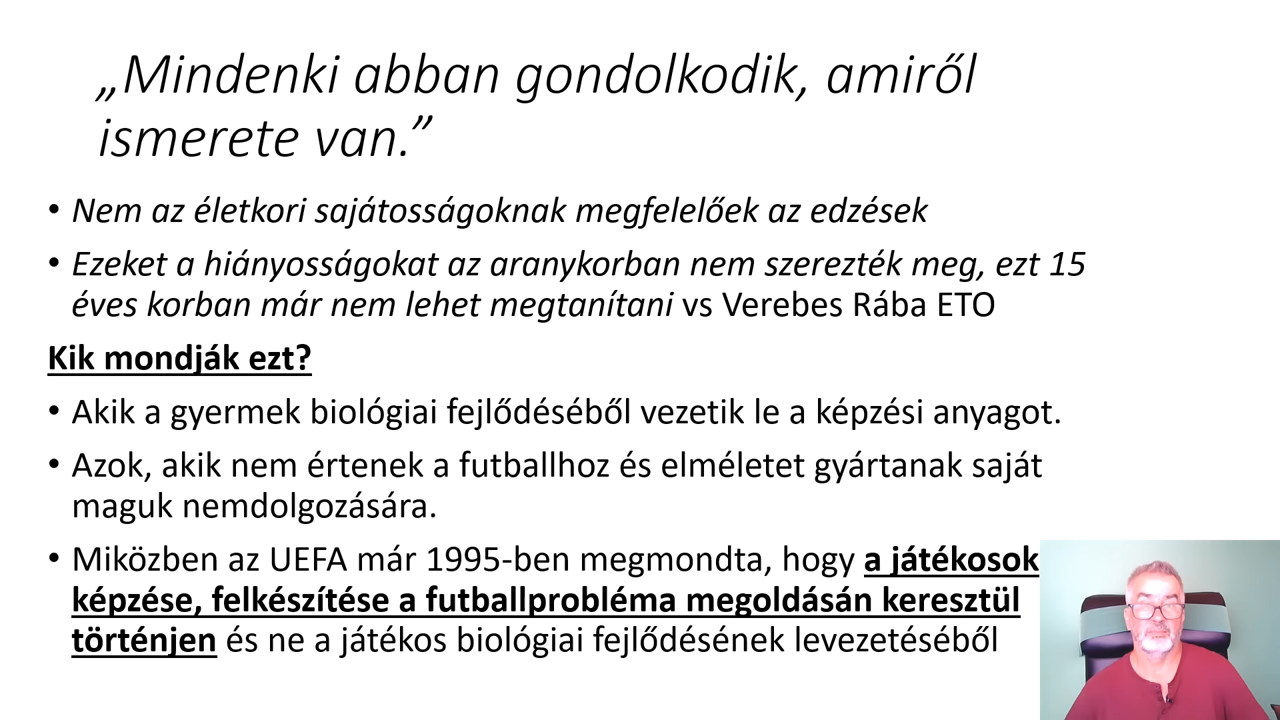 „Mindenki abban gondolkodik, amiről
ismerete van.”
• Nem az életkori sajátosságoknak megfelelőek az edzések
• Ezeket a hiányosságokat az aranykorban nem szerezték meg, ezt 15
éves korban már nem lehet megtanítani vs Verebes Rába ETO
Kik mondják ezt?
• Akik a gyermek biológiai fejlődéséből vezetik le a képzési anyagot.
• Azok, akik nem értenek a futballhoz és elméletet gyártanak saját
maguk nemdolgozására.
• Miközben az UEFA már 1995-ben megmondta, hogy a játékosok
képzése, felkészítése a futballprobléma megoldásán keresztül
történjen és ne a játékos biológiai fejlődésének levezetéséből